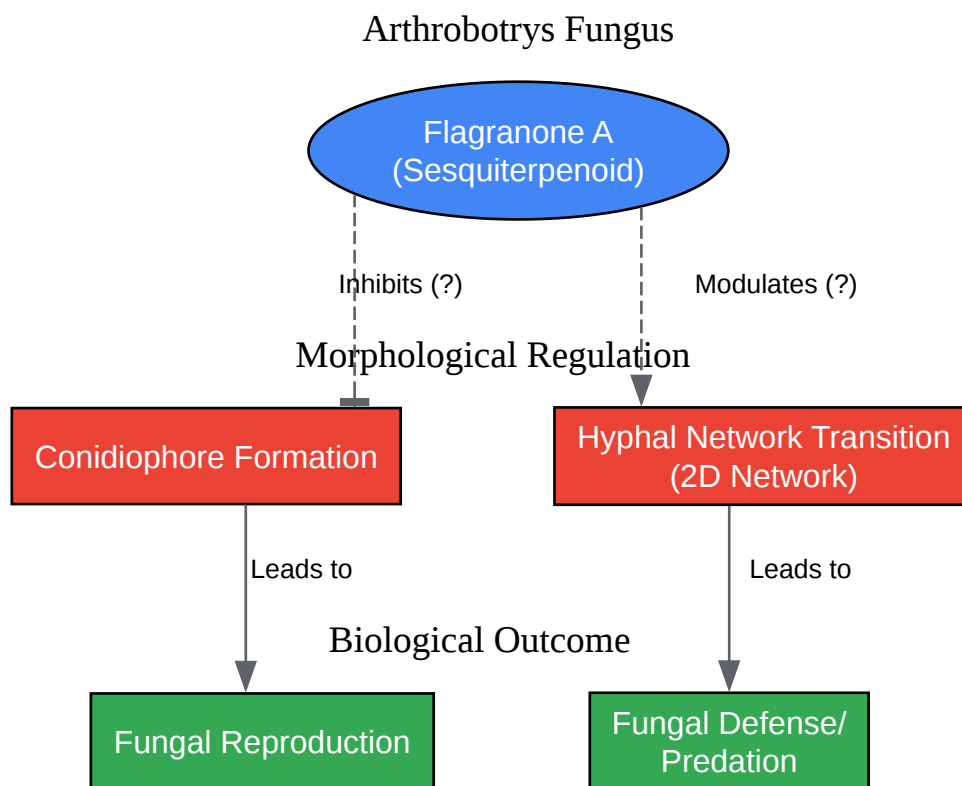 Arthrobotrys Fungus
Flagranone A
(Sesquiterpenoid)
Inhibits (?)
Modulates (?)
Morphological Regulation
Conidiophore Formation
Hyphal Network Transition
(2D Network)
Leads to
Leads to
Biological Outcome
Fungal Reproduction
Fungal Defense/
Predation